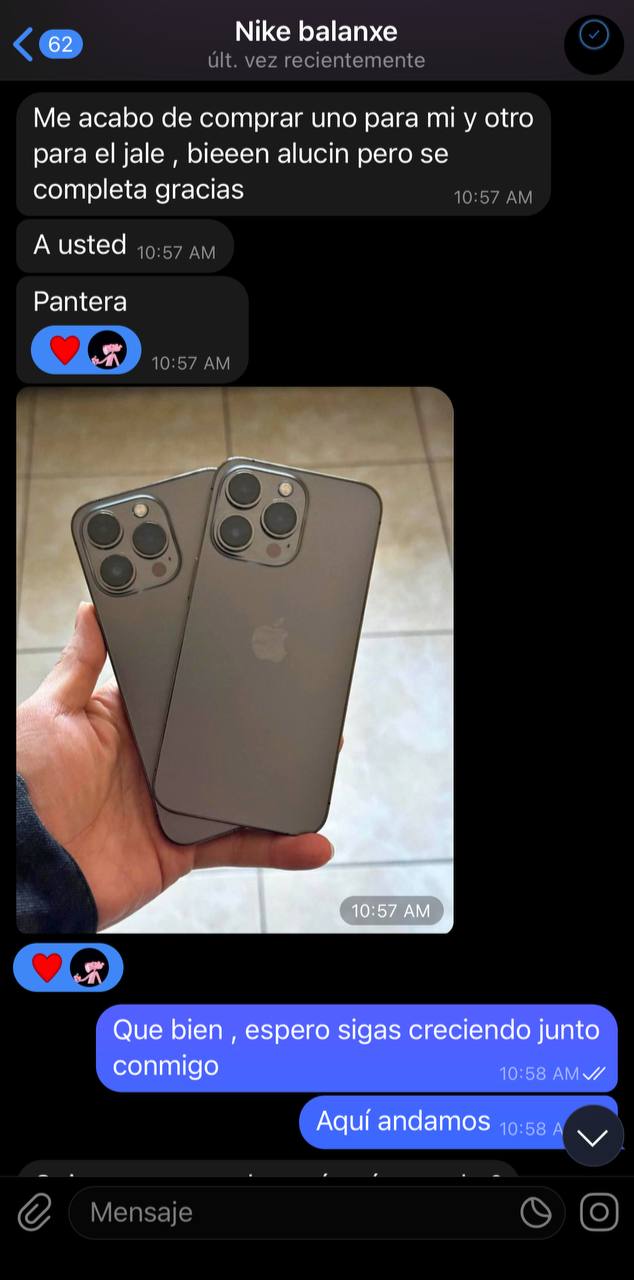 62
Nike balanxe
últ. vez recientemente
Me acabo de comprar uno para mi y otro
para el jale , bieeen alucin pero se
completa gracias
10:57 AM
A usted 10:57 AM
Pantera
10:57 AM
10:57 AM
Que bien , espero sigas creciendo junto
conmigo
10:58 AM
Aquí andamos 10:58
Mensaje